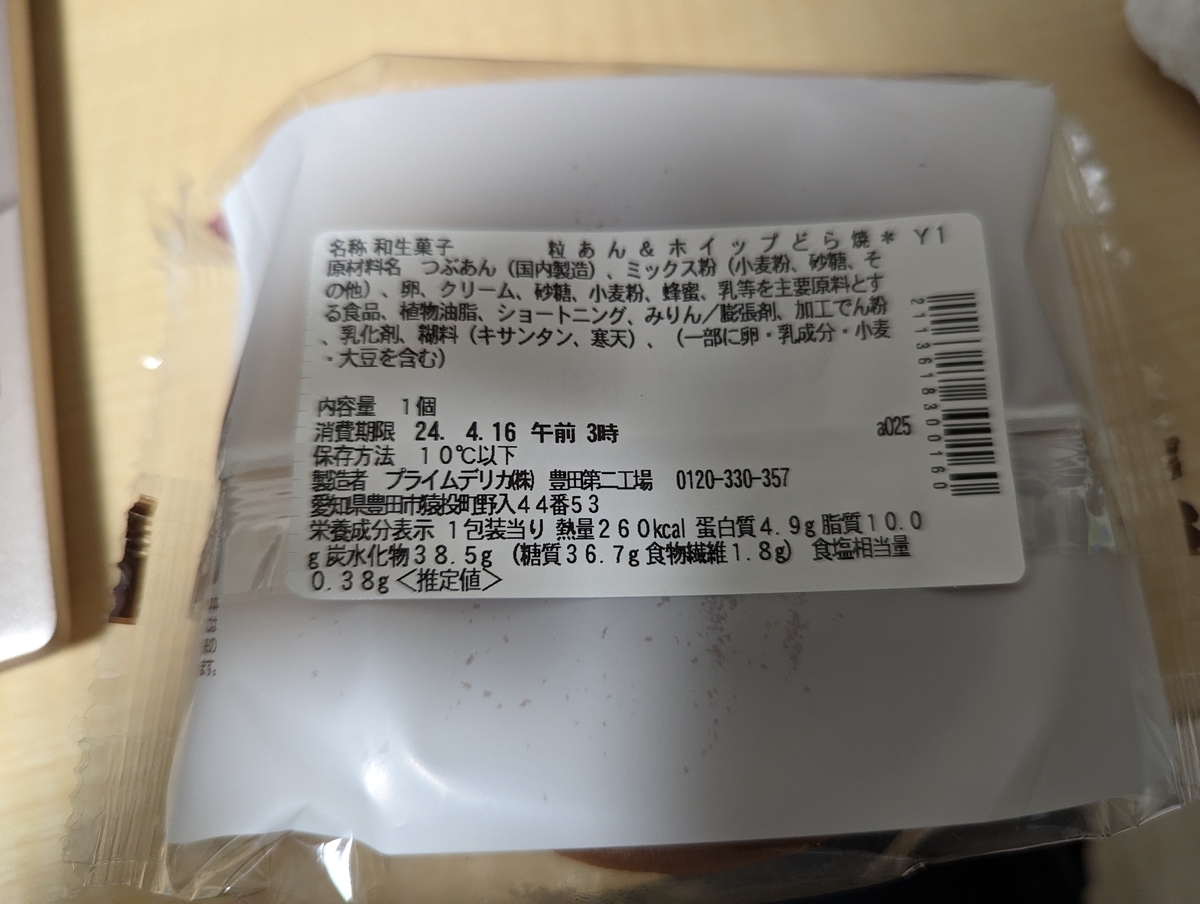 名称 和生菓子 粒あん&ホイップどら焼* Y1
原材料名 つぶあん(国内製造)、ミックス粉(小麦粉、砂糖、そ
の他)、卵、クリーム、砂糖、小麦粉、蜂蜜、乳等を主要原料とす
る食品、植物油脂、ショートニング、みりん/膨張剤、加工でん粉
、乳化剤、糊料(キサンタン、寒天)、(一部に卵・乳成分・小麦
・大豆を含む)
内容量 1個
消費期限 24. 4.16 午前 3時
a025
保存方法 10℃以下
製造者 プライムデリカ㈱ 豊田第二工場 0120-330-357
愛知県豊田市猿投町野入44番53
栄養成分表示 1包装当り 熱量260kcal 蛋白質4.9g 脂質10.0
g 炭水化物38.5g (糖質36.7g 食物繊維1.8g) 食塩相当量
0.38g<推定値>
2113618300160
ます。